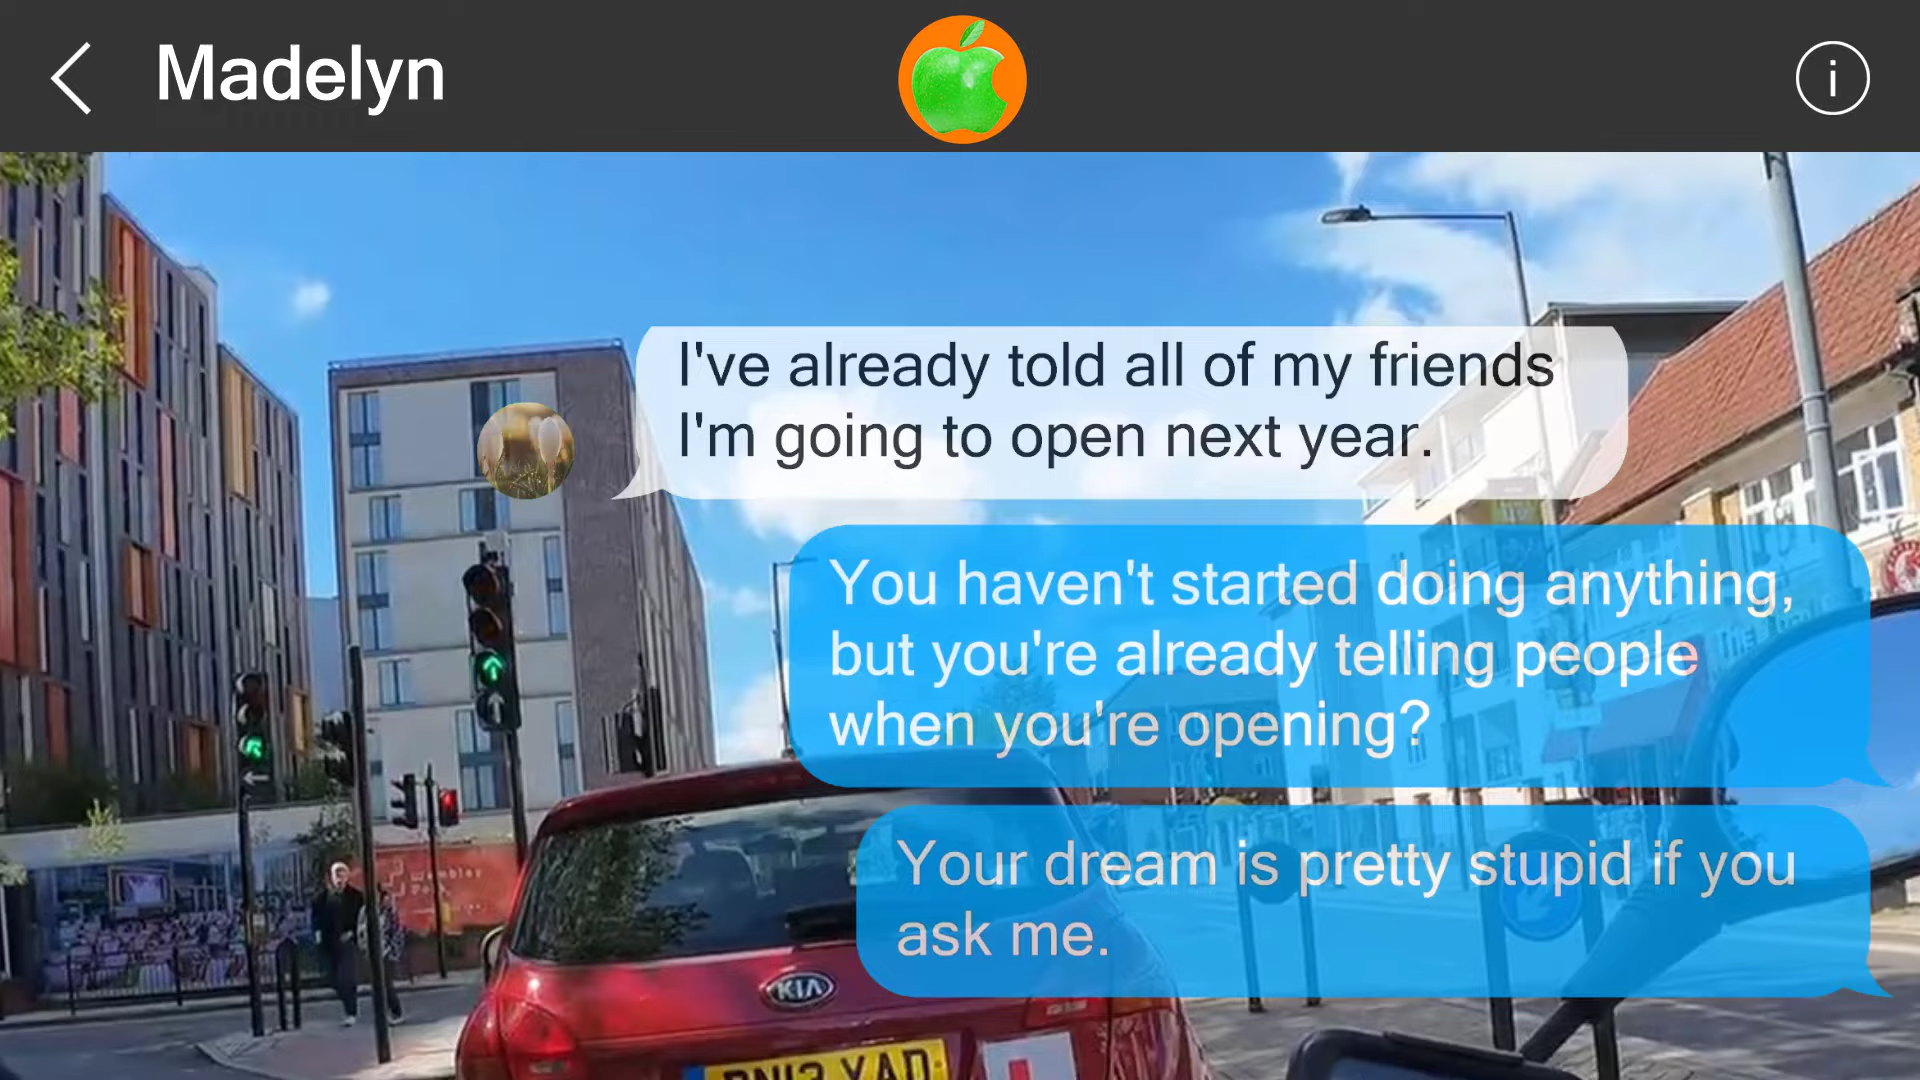 Madelyn
I've already told all of my friends
I'm going to open next year.
You haven't started doing anything,
but you're already telling people
when you're opening?
Your dream is pretty stupid if you
ask me.
Wembley
Park
KIA